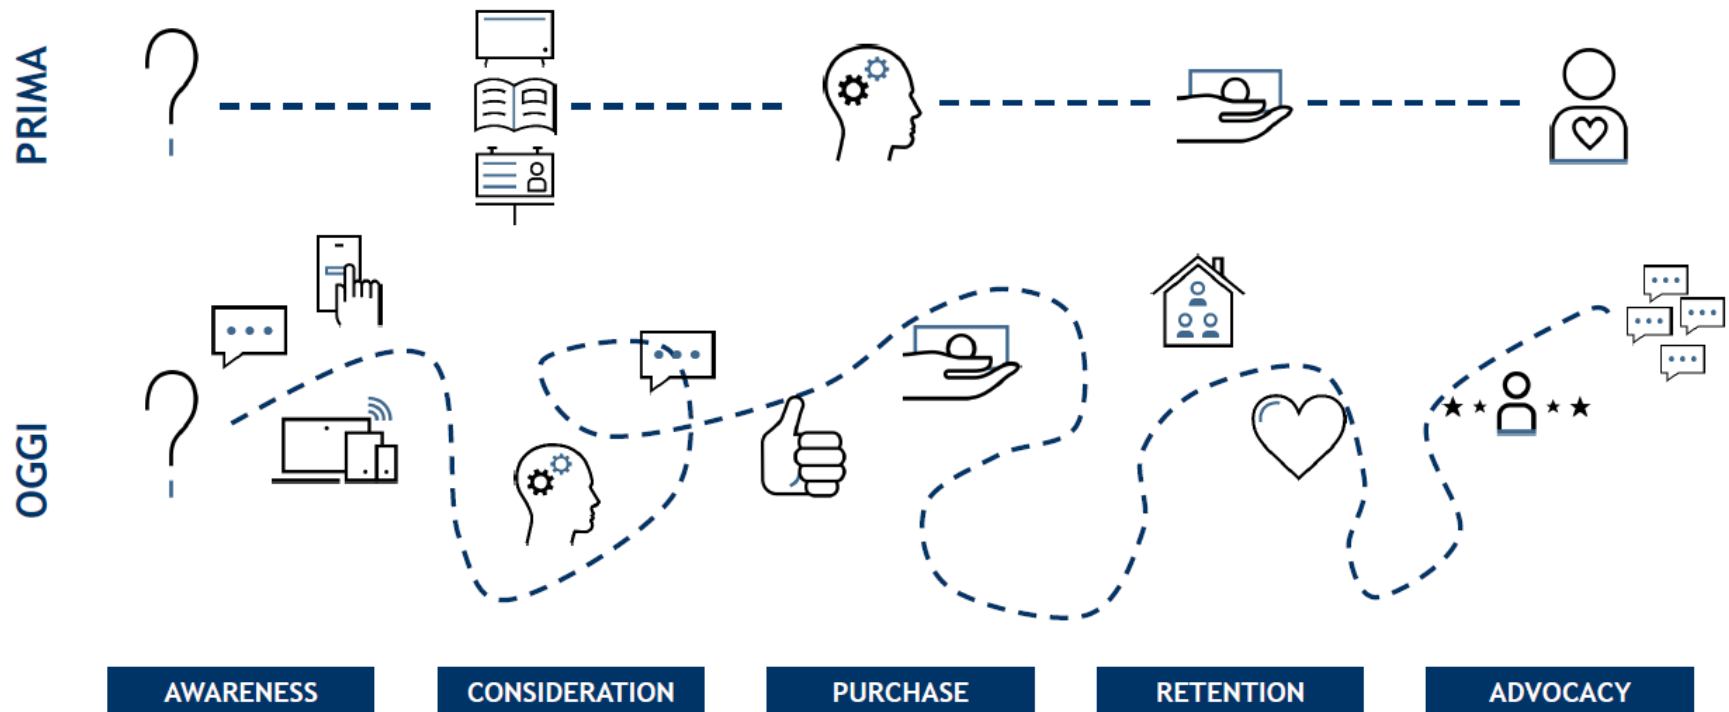 PRIMA
OGGI
AWARENESS
CONSIDERATION
PURCHASE
RETENTION
ADVOCACY